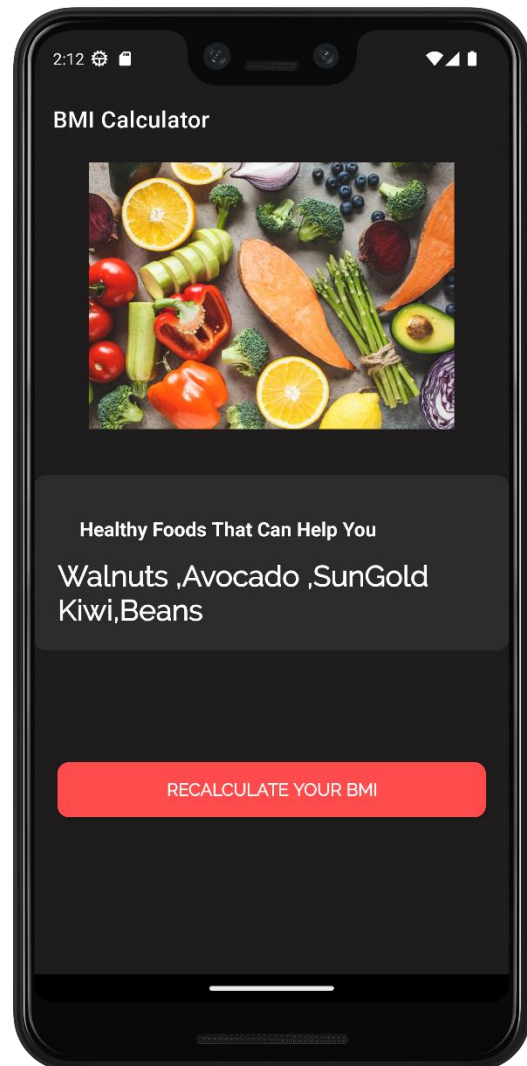 2:12
BMI Calculator
Healthy Foods That Can Help You
Walnuts ,Avocado ,SunGold
Kiwi,Beans
RECALCULATE YOUR BMI